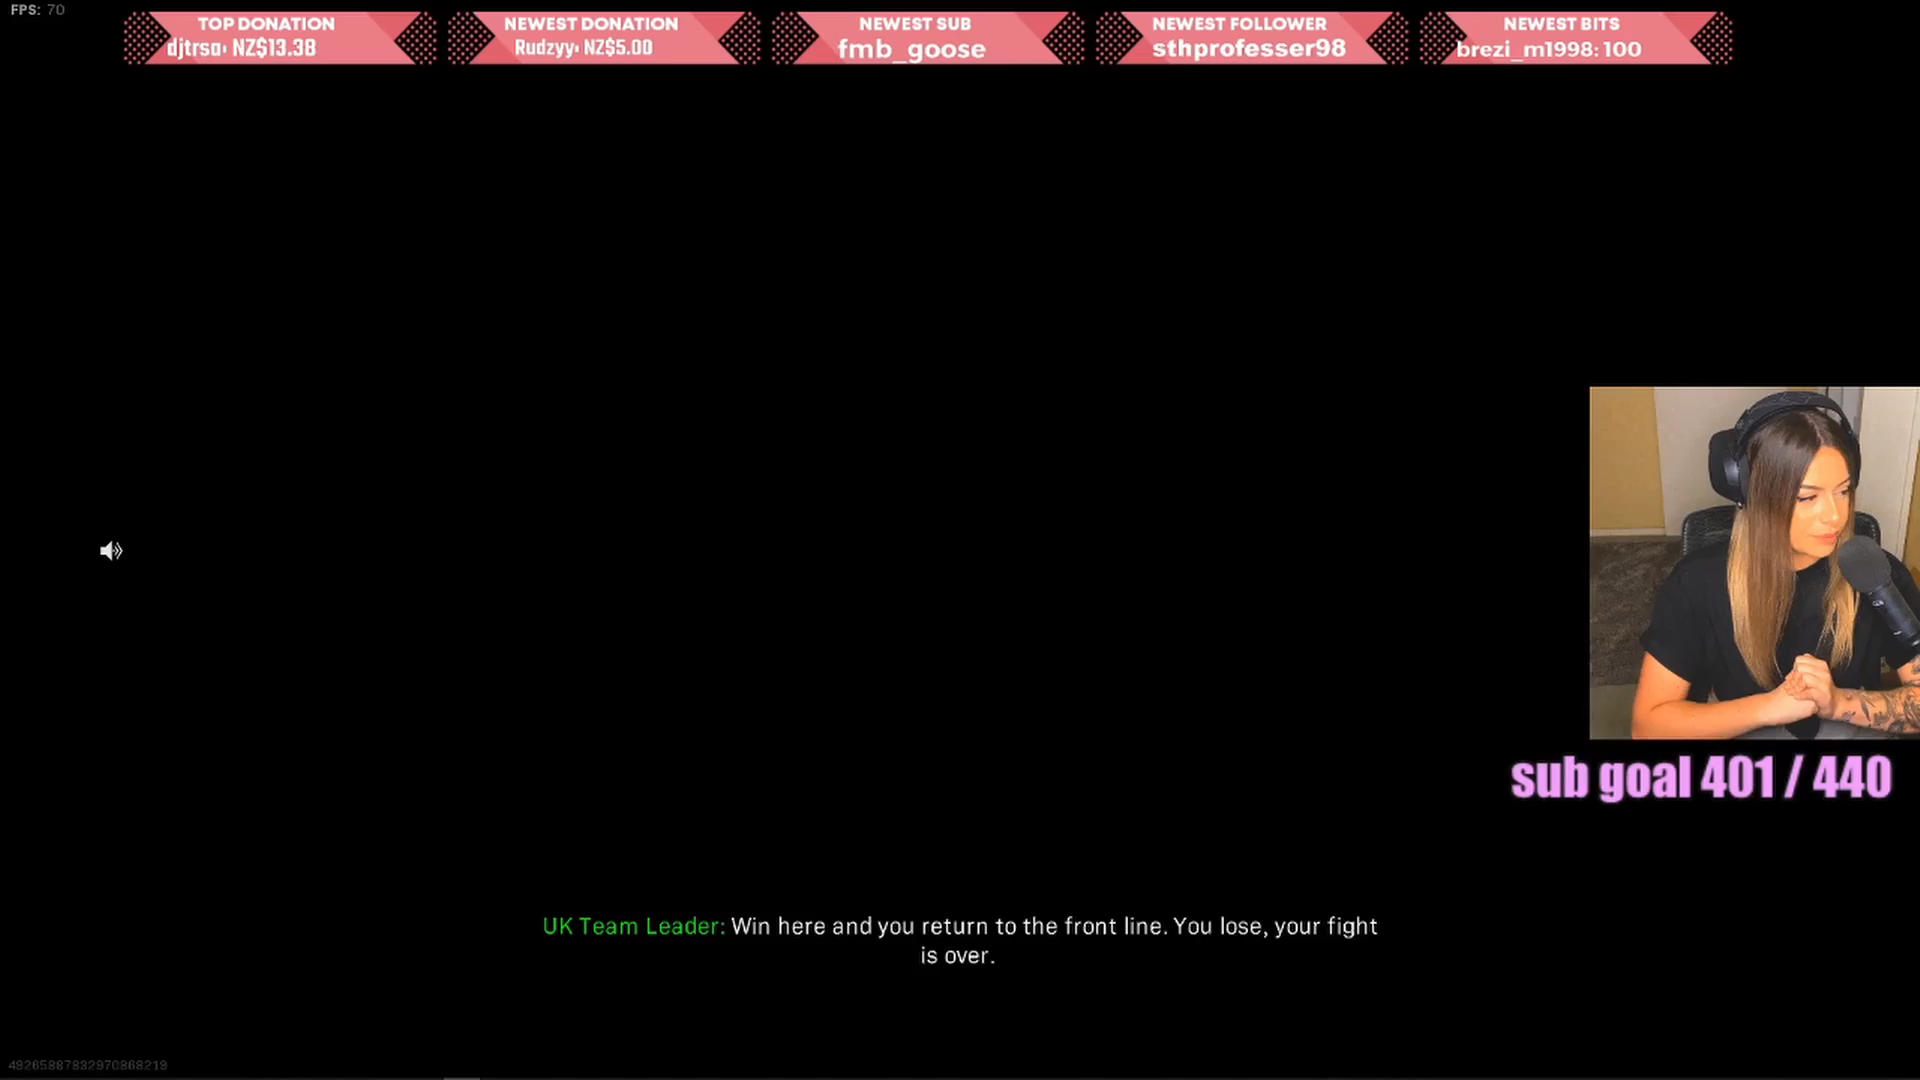 FPS: 70
TOP DONATION
djtrsa: NZ$13.38
NEWEST DONATION
Rudzyy: NZ$5.00
NEWEST SUB
fmb_goose
NEWEST FOLLOWER
sthprofesser98
NEWEST BITS
brezi_m1998: 100
sub goal 401 / 440
UK Team Leader: Win here and you return to the front line. You lose, your fight
is over.